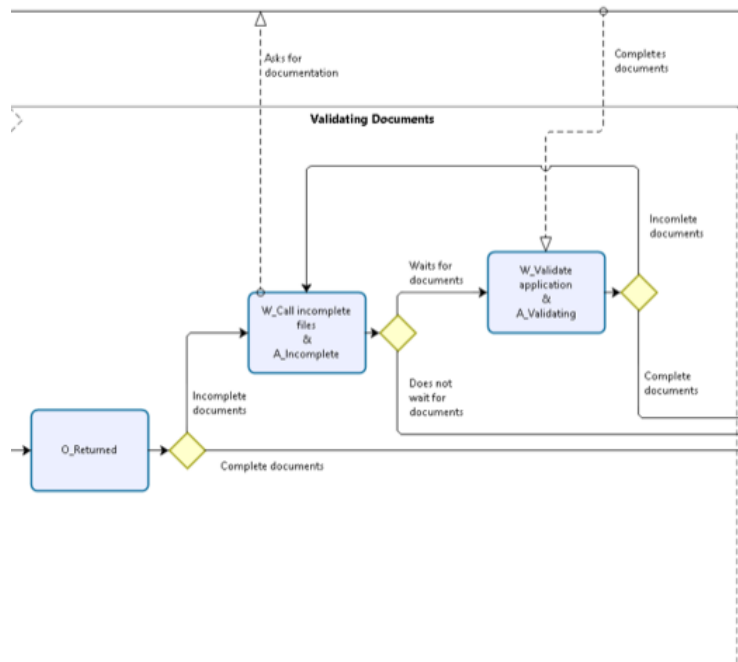 Asks for
documentation
Completes
documents
Validating Documents
Incomlete
documents
Waits for
documents
W_Validate
application
&
A_Validating
W_Call incomplete
files
&
A_Incomplete
Does not
wait for
documents
Complete
documents
Incomplete
documents
O_Returned
Complete documents